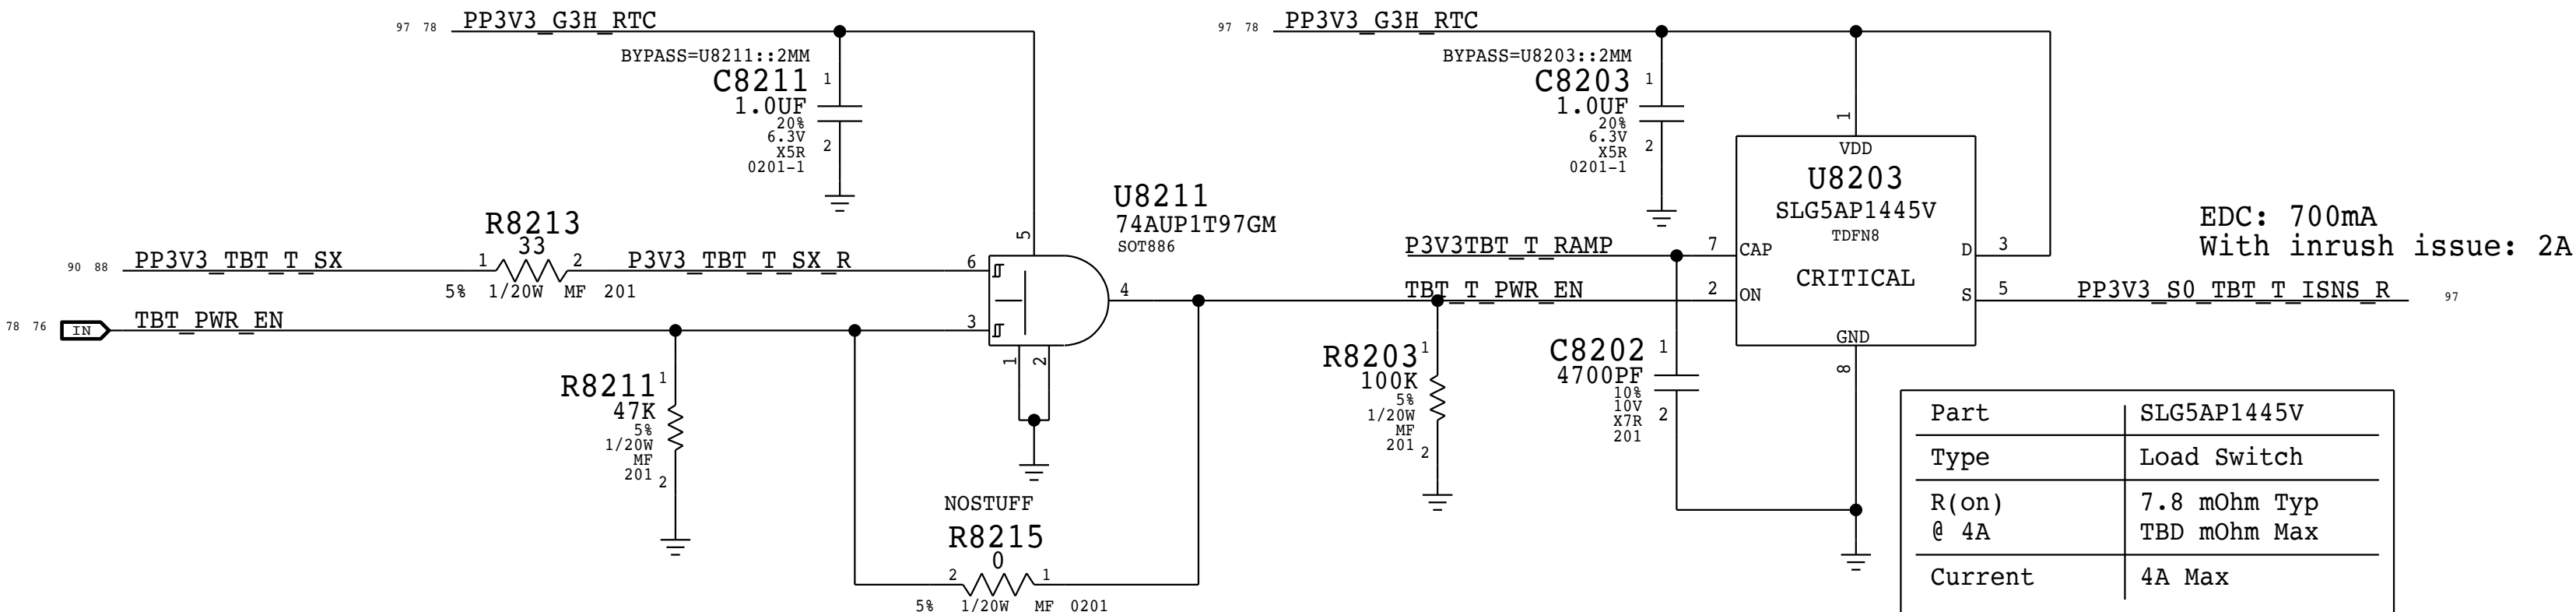 97 78 PP3V3_G3H_RTC
BYPASS=U8211::2MM
C8211 1
1.0UF
20%
6.3V
X5R 2
0201-1
97 78 PP3V3_G3H_RTC
BYPASS=U8203::2MM
C8203 1
1.0UF
20%
6.3V
X5R 2
0201-1
1
VDD
U8203
SLG5AP1445V
TDFN8
CRITICAL
7 CAP
2 ON
D 3
S 5
GND
8
EDC: 700mA
With inrush issue: 2A
U8211
74AUP1T97GM
SOT886
5
6
3
4
1 2
R8213
33
90 88 PP3V3_TBT_T_SX 1 2 P3V3_TBT_T_SX_R
5% 1/20W MF 201
78 76 IN TBT_PWR_EN
P3V3TBT_T_RAMP
TBT_T_PWR_EN
PP3V3_S0_TBT_T_ISNS_R 97
R8211 1
47K
5%
1/20W
MF
201 2
R8203 1
100K
5%
1/20W
MF
201 2
C8202 1
4700PF
10%
10V
X7R 2
201
NOSTUFF
R8215
0
2 1
5% 1/20W MF 0201
Part SLG5AP1445V
Type Load Switch
R(on) 7.8 mOhm Typ
@ 4A TBD mOhm Max
Current 4A Max